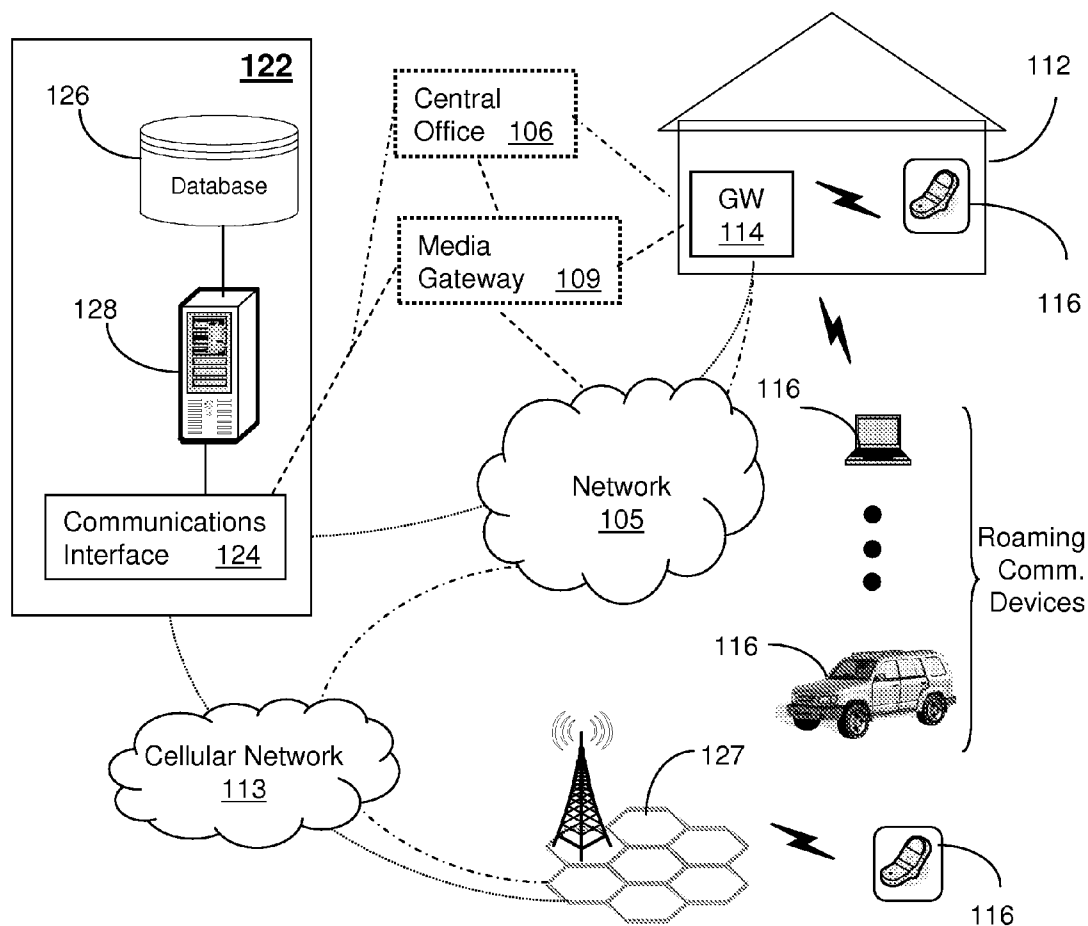 122
126
Database
128
Communications
Interface 124
Central
Office 106
Media
Gateway 109
GW
114
112
116
116
Network
105
Roaming
Comm.
Devices
116
Cellular Network
113
127
116